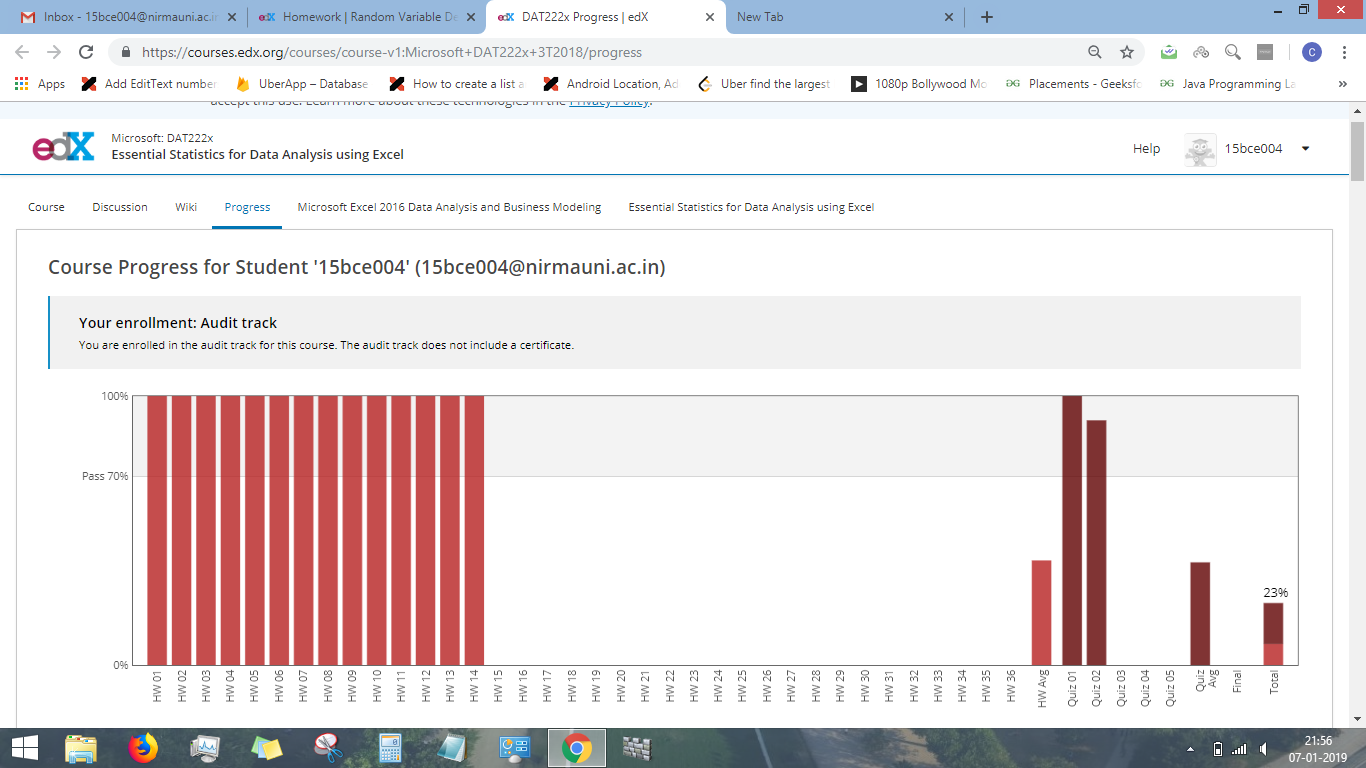 Inbox - 15bce004@nirmauni.ac.i
Homework | Random Variable De
DAT222x Progress | edX
New Tab
https://courses.edx.org/courses/course-v1:Microsoft+DAT222x+3T2018/progress
C
Apps
Add EditText number
UberApp – Database
How to create a list a
Android Location, Ad
Uber find the largest
1080p Bollywood Mo
Placements - Geeksfo
Java Programming La
»
accept this use. Learn more about these technologies in the Privacy Policy.
edX
Microsoft: DAT222x
Essential Statistics for Data Analysis using Excel
Help
15bce004
Course
Discussion
Wiki
Progress
Microsoft Excel 2016 Data Analysis and Business Modeling
Essential Statistics for Data Analysis using Excel
Course Progress for Student '15bce004' (15bce004@nirmauni.ac.in)
Your enrollment: Audit track
You are enrolled in the audit track for this course. The audit track does not include a certificate.
100%
Pass 70%
0%
23%
HW 01
HW 02
HW 03
HW 04
HW 05
HW 06
HW 07
HW 08
HW 09
HW 10
HW 11
HW 12
HW 13
HW 14
HW 15
HW 16
HW 17
HW 18
HW 19
HW 20
HW 21
HW 22
HW 23
HW 24
HW 25
HW 26
HW 27
HW 28
HW 29
HW 30
HW 31
HW 32
HW 33
HW 34
HW 35
HW 36
HW Avg
Quiz 01
Quiz 02
Quiz 03
Quiz 04
Quiz 05
Quiz
Avg
Final
Total
21:56
07-01-2019